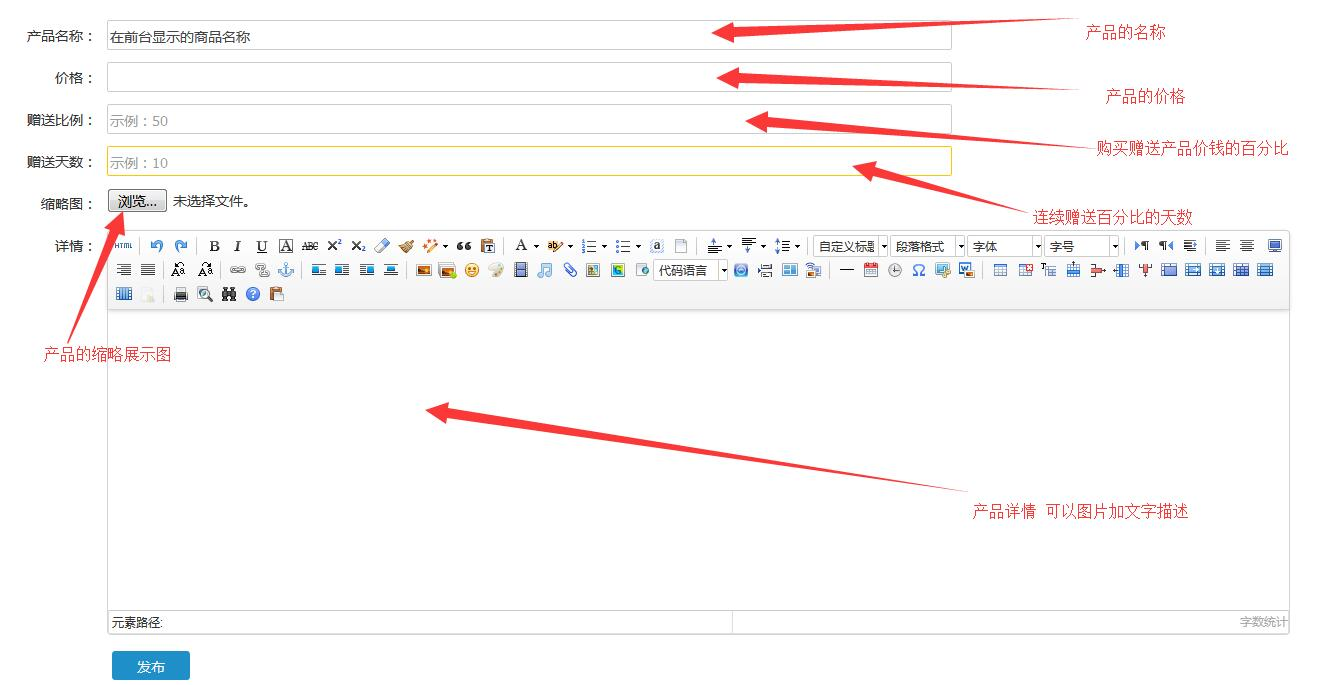 产品名称：
在前台显示的商品名称
产品的名称
价格：
产品的价格
赠送比例：
示例：50
购买赠送产品价钱的百分比
赠送天数：
示例：10
连续赠送百分比的天数
缩略图：
浏览... 未选择文件。
详情：
HTML B I U A ABC X² X₂ T A ab a 自定义标题 段落格式 字体 字号
代码语言 Ω W
产品的缩略展示图
产品详情 可以图片加文字描述
元素路径: 字数统计
发布